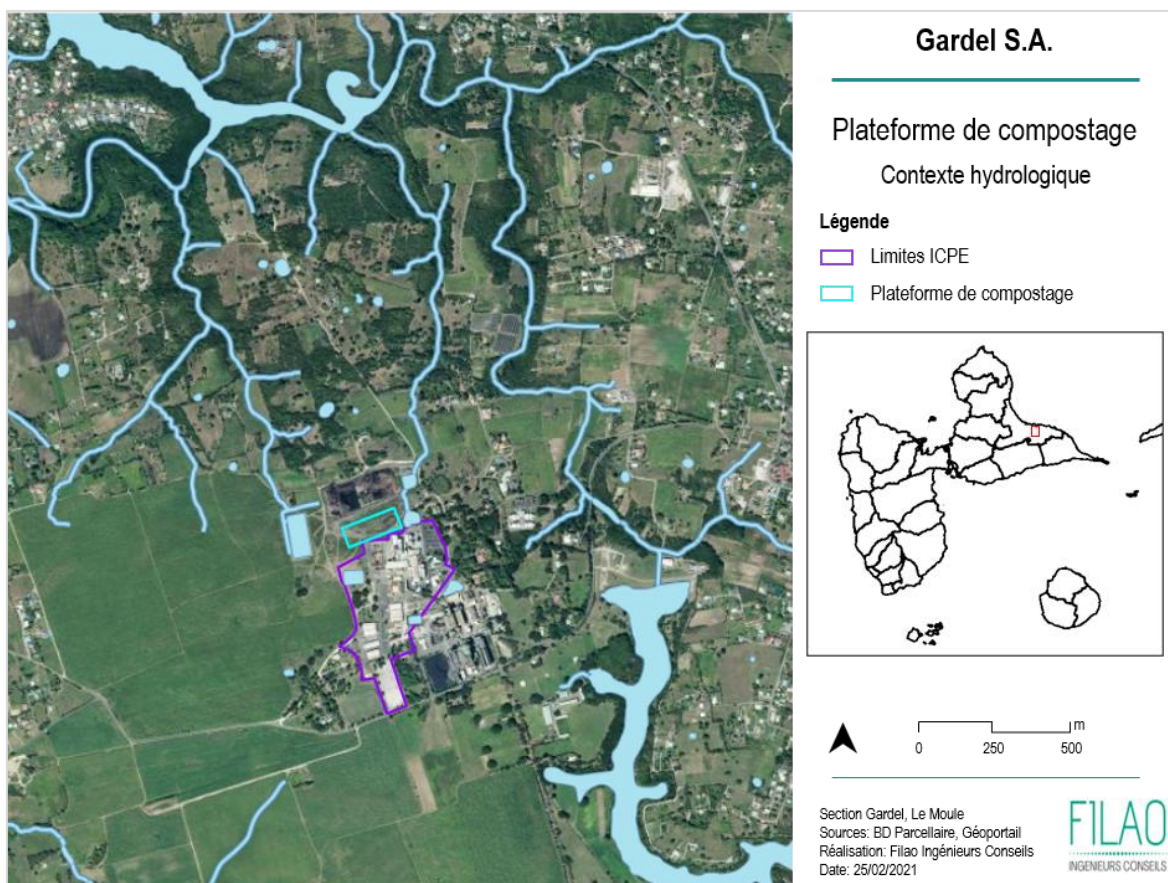 Gardel S.A.
Plateforme de compostage
Contexte hydrologique
Légende
Limites ICPE
Plateforme de compostage
m
0 250 500
Section Gardel, Le Moule
Sources: BD Parcellaire, Géoportail
Réalisation: Filao Ingénieurs Conseils
Date: 25/02/2021
FILAO
INGÉNIEURS CONSEILS